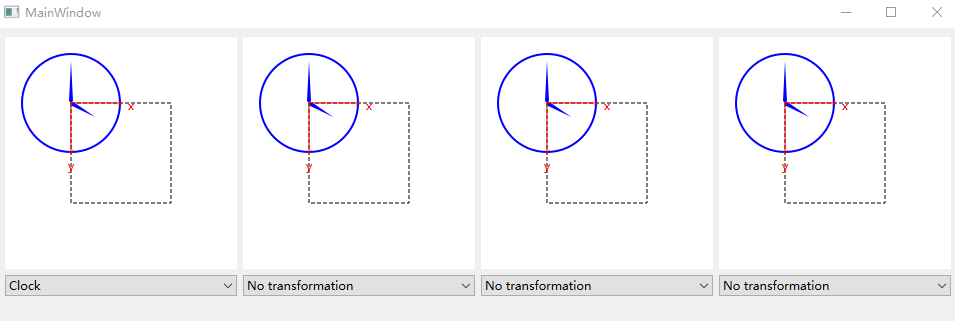 MainWindow
x x x x
y y y y
Clock No transformation No transformation No transformation